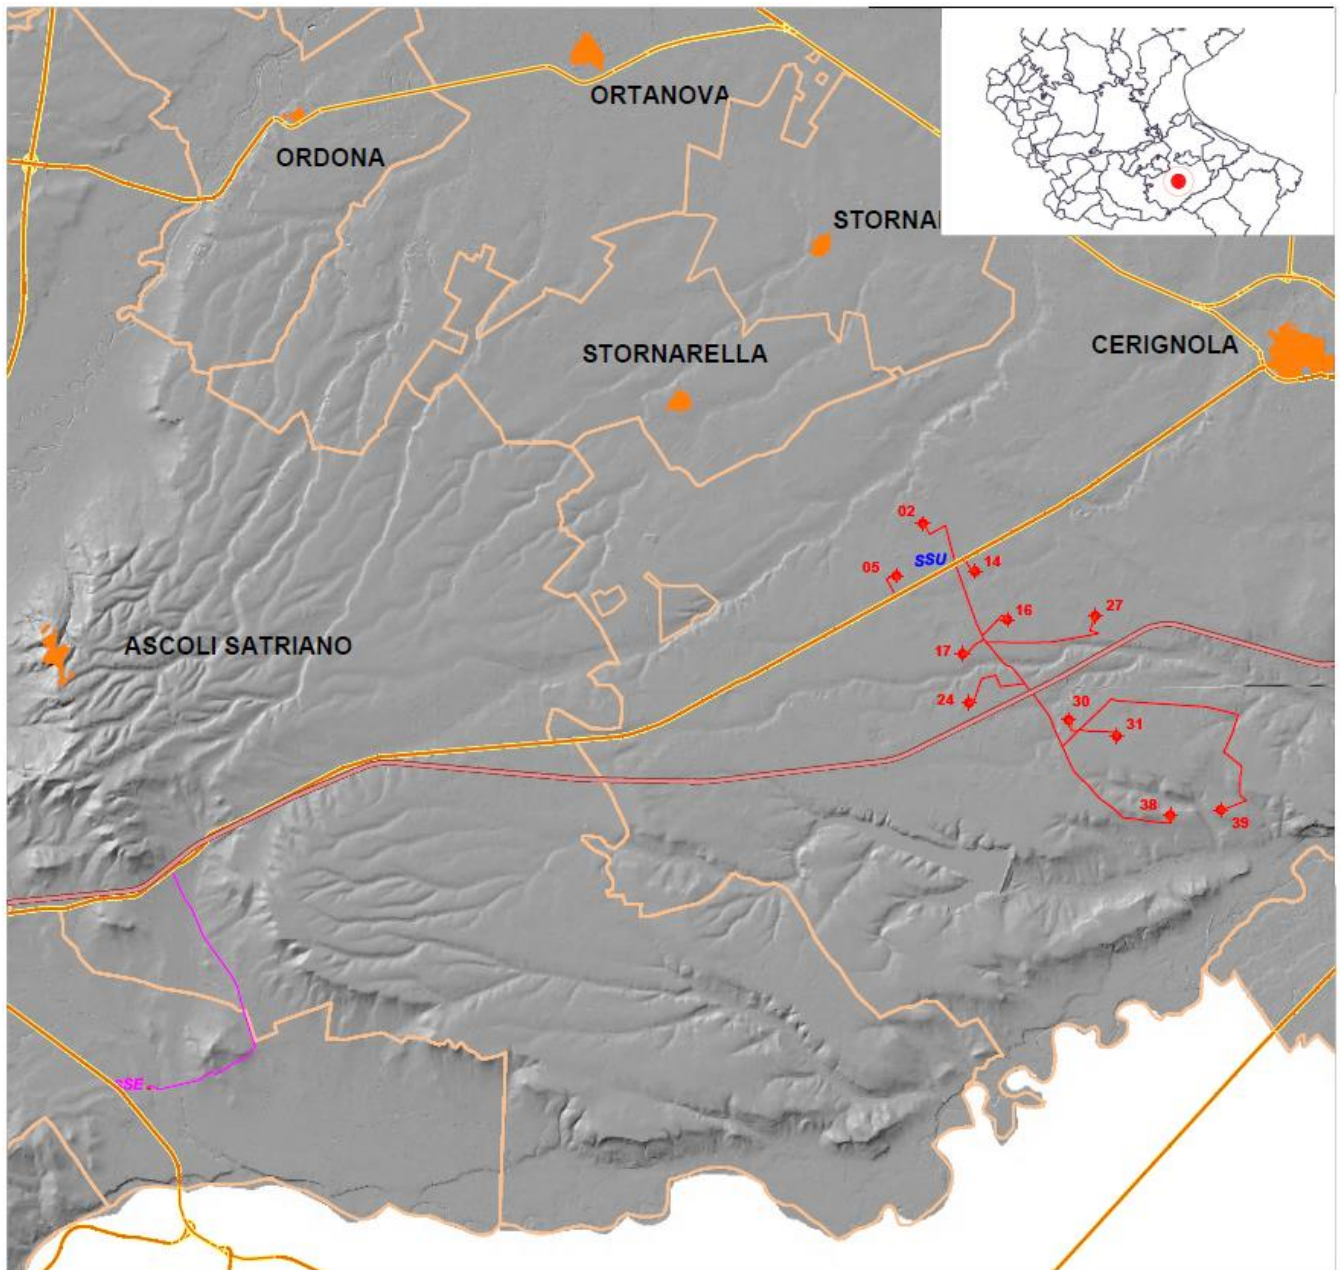 ORTANOVA
ORDONA
STORNA
STORNARELLA
CERIGNOLA
02
SSU
05
14
16
27
ASCOLI SATRIANO
17
24
30
31
38
39
SSE